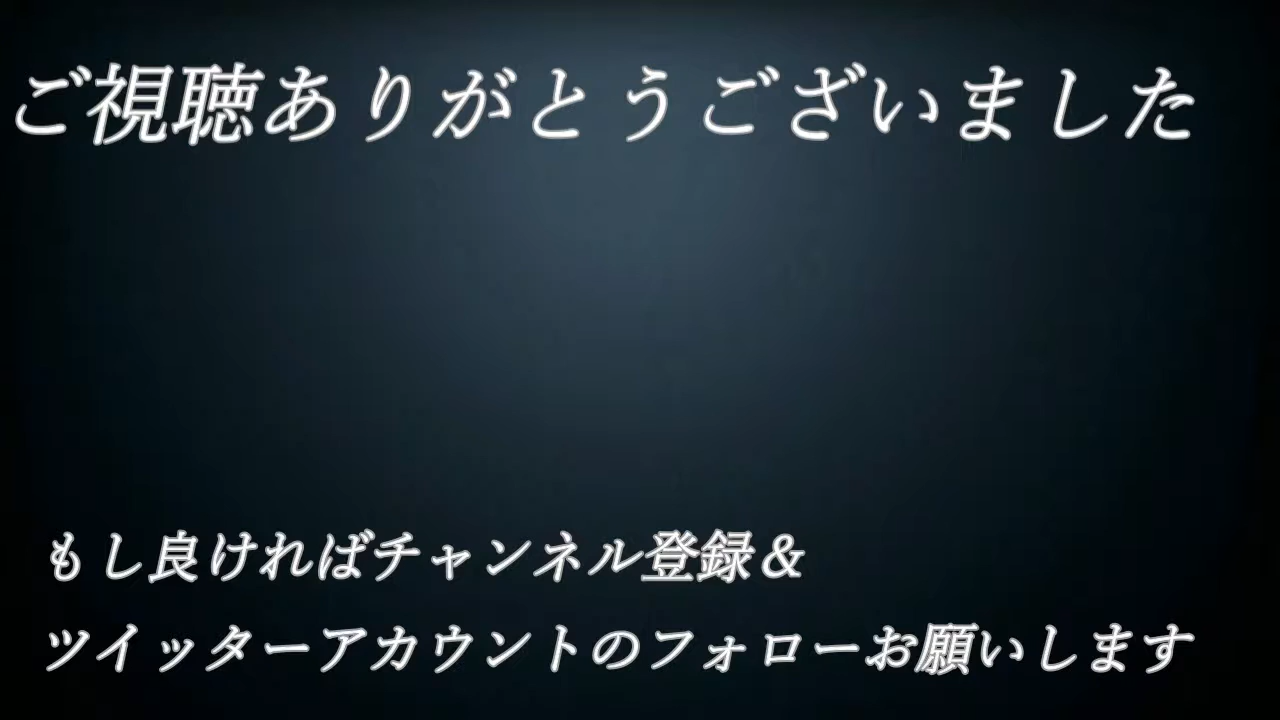 ご視聴ありがとうございました
もし良ければチャンネル登録＆
ツイッターアカウントのフォローお願いします